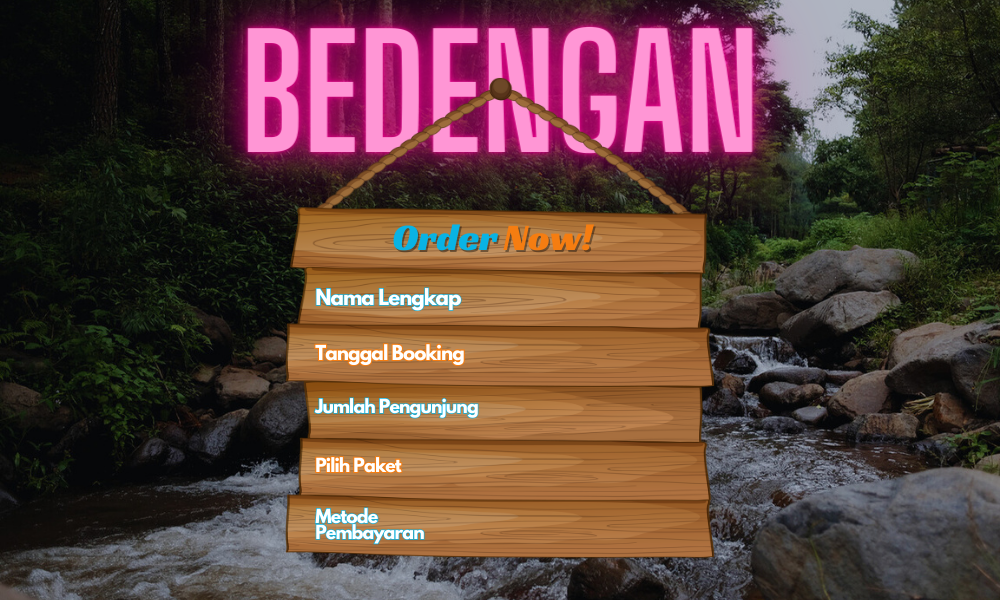 BEDENGAN
Order Now!
Nama Lengkap
Tanggal Booking
Jumlah Pengunjung
Pilih Paket
Metode
Pembayaran